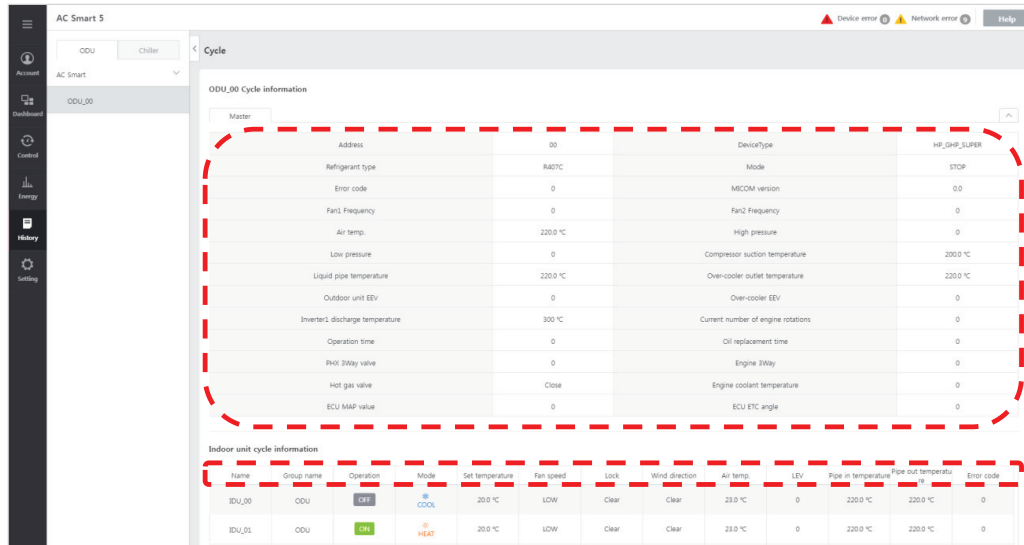 AC Smart 5
Device error 0 Network error 0 Help
Account
Dashboard
Control
Energy
History
Setting
ODU Chiller
AC Smart
ODU_00
Cycle
ODU_00 Cycle information
Master
Address 00 DeviceType HP_GHP_SUPER
Refrigerant type R407C Mode STOP
Error code 0 MICOM version 0.0
Fan1 Frequency 0 Fan2 Frequency 0
Air temp. 220.0 ℃ High pressure 0
Low pressure 0 Compressor suction temperature 200.0 ℃
Liquid pipe temperature 220.0 ℃ Over-cooler outlet temperature 220.0 ℃
Outdoor unit EEV 0 Over-cooler EEV 0
Inverter1 discharge temperature 300 ℃ Current number of engine rotations 0
Operation time 0 Oil replacement time 0
PHX 3Way valve 0 Engine 3Way 0
Hot gas valve Close Engine coolant temperature 0
ECU MAP value 0 ECU ETC angle 0
Indoor unit cycle information
Name Group name Operation Mode Set temperature Fan speed Lock Wind direction Air temp. LEV Pipe in temperature Pipe out temperatu
re Error code
IDU_00 ODU OFF COOL 20.0 ℃ LOW Clear Clear 23.0 ℃ 0 220.0 ℃ 220.0 ℃ 0
IDU_01 ODU ON HEAT 20.0 ℃ LOW Clear Clear 23.0 ℃ 0 220.0 ℃ 220.0 ℃ 0